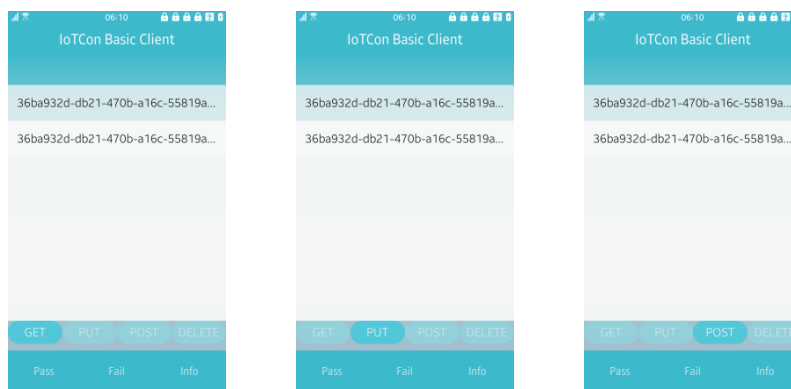 06:10
IoTCon Basic Client
36ba932d-db21-470b-a16c-55819a...
36ba932d-db21-470b-a16c-55819a...
GET PUT POST DELETE
Pass Fail Info
06:10
IoTCon Basic Client
36ba932d-db21-470b-a16c-55819a...
36ba932d-db21-470b-a16c-55819a...
GET PUT POST DELETE
Pass Fail Info
06:10
IoTCon Basic Client
36ba932d-db21-470b-a16c-55819a...
36ba932d-db21-470b-a16c-55819a...
GET PUT POST DELET
Pass Fail Info